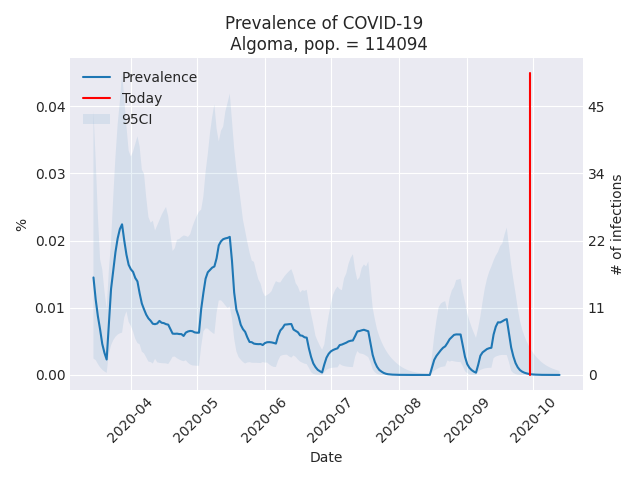 Prevalence of COVID-19
Algoma, pop. = 114094
Prevalence
Today
95CI
0.04
0.03
0.02
0.01
0.00
%
45
34
22
11
0
# of infections
2020-04
2020-05
2020-06
2020-07
2020-08
2020-09
2020-10
Date